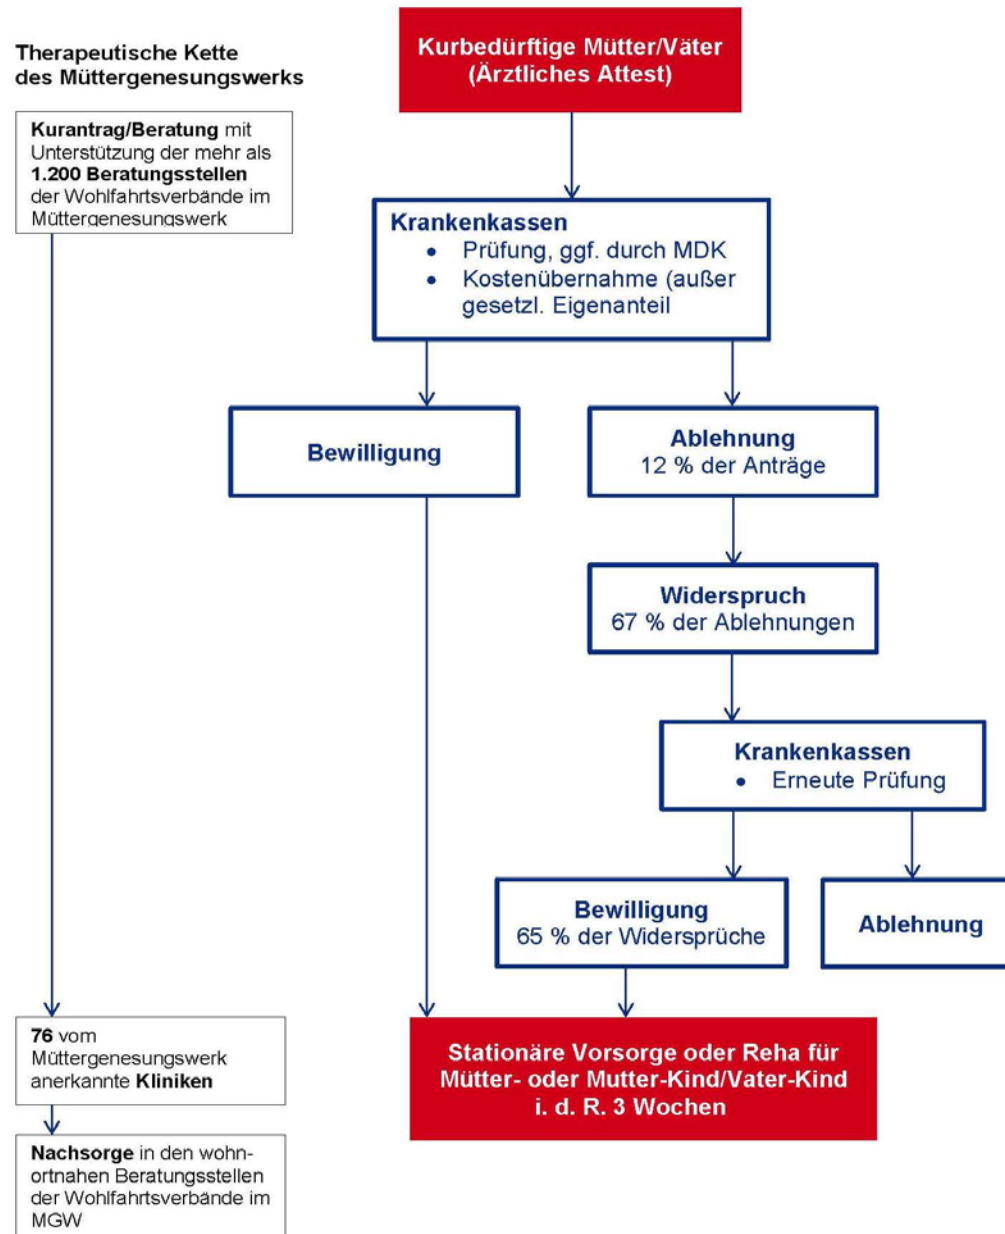 Therapeutische Kette
des Müttergenesungswerks
Kurantrag/Beratung mit
Unterstützung der mehr als
1.200 Beratungsstellen
der Wohlfahrtsverbände im
Müttergenesungswerk
76 vom
Müttergenesungswerk
anerkannte Kliniken
Nachsorge in den wohn-
ortnahen Beratungsstellen
der Wohlfahrtsverbände im
MGW
Kurbedürftige Mütter/Väter
(Ärztliches Attest)
Krankenkassen
• Prüfung, ggf. durch MDK
• Kostenübernahme (außer
gesetzl. Eigenanteil
Bewilligung
Ablehnung
12 % der Anträge
Widerspruch
67 % der Ablehnungen
Krankenkassen
• Erneute Prüfung
Bewilligung
65 % der Widersprüche
Ablehnung
Stationäre Vorsorge oder Reha für
Mütter- oder Mutter-Kind/Vater-Kind
i. d. R. 3 Wochen